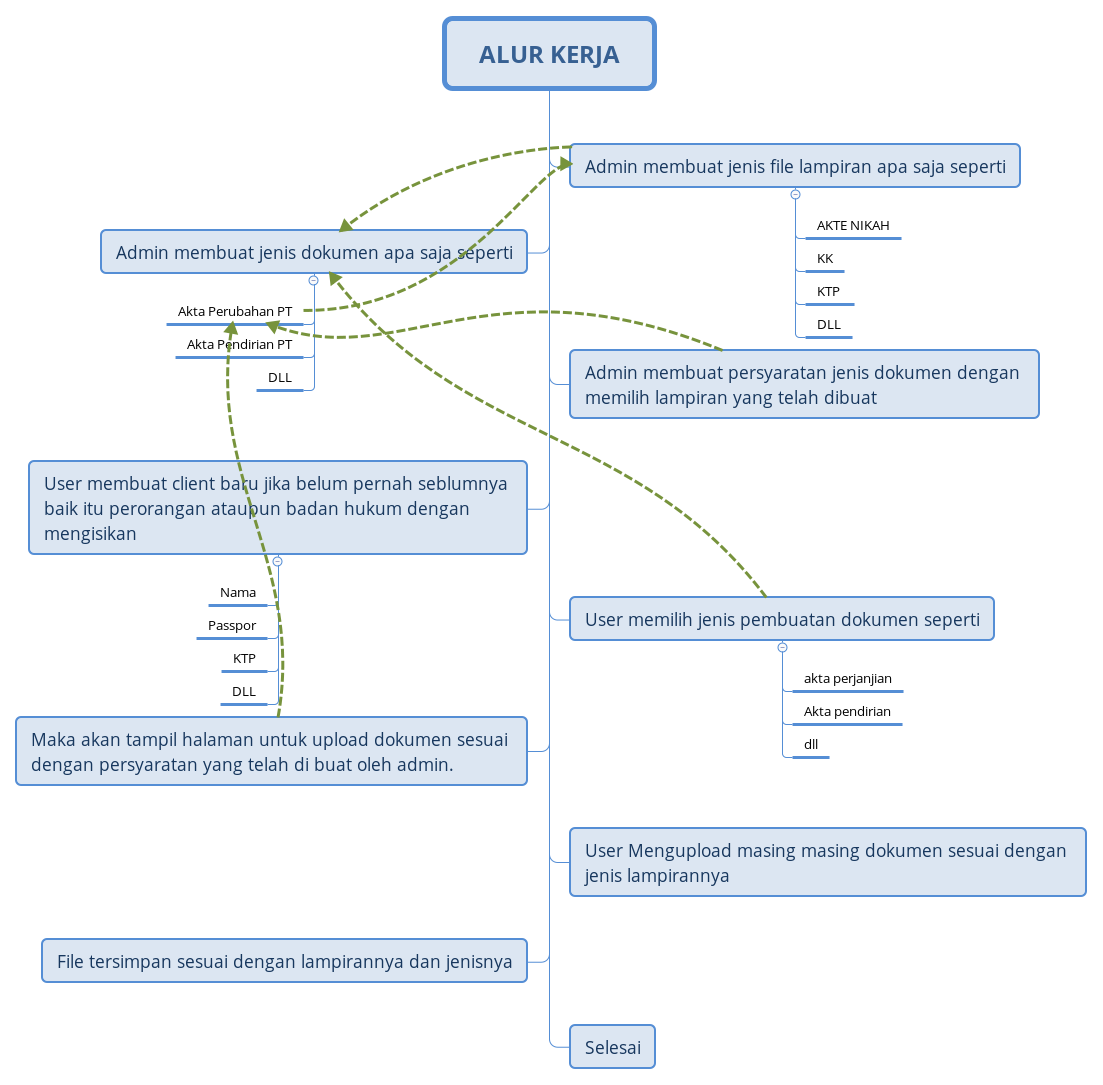 ALUR KERJA
Admin membuat jenis file lampiran apa saja seperti
AKTE NIKAH
KK
KTP
DLL
Admin membuat jenis dokumen apa saja seperti
Akta Perubahan PT
Akta Pendirian PT
DLL
Admin membuat persyaratan jenis dokumen dengan
memilih lampiran yang telah dibuat
User membuat client baru jika belum pernah seblumnya
baik itu perorangan ataupun badan hukum dengan
mengisikan
Nama
Passpor
KTP
DLL
User memilih jenis pembuatan dokumen seperti
akta perjanjian
Akta pendirian
dll
Maka akan tampil halaman untuk upload dokumen sesuai
dengan persyaratan yang telah di buat oleh admin.
User Mengupload masing masing dokumen sesuai dengan
jenis lampirannya
File tersimpan sesuai dengan lampirannya dan jenisnya
Selesai